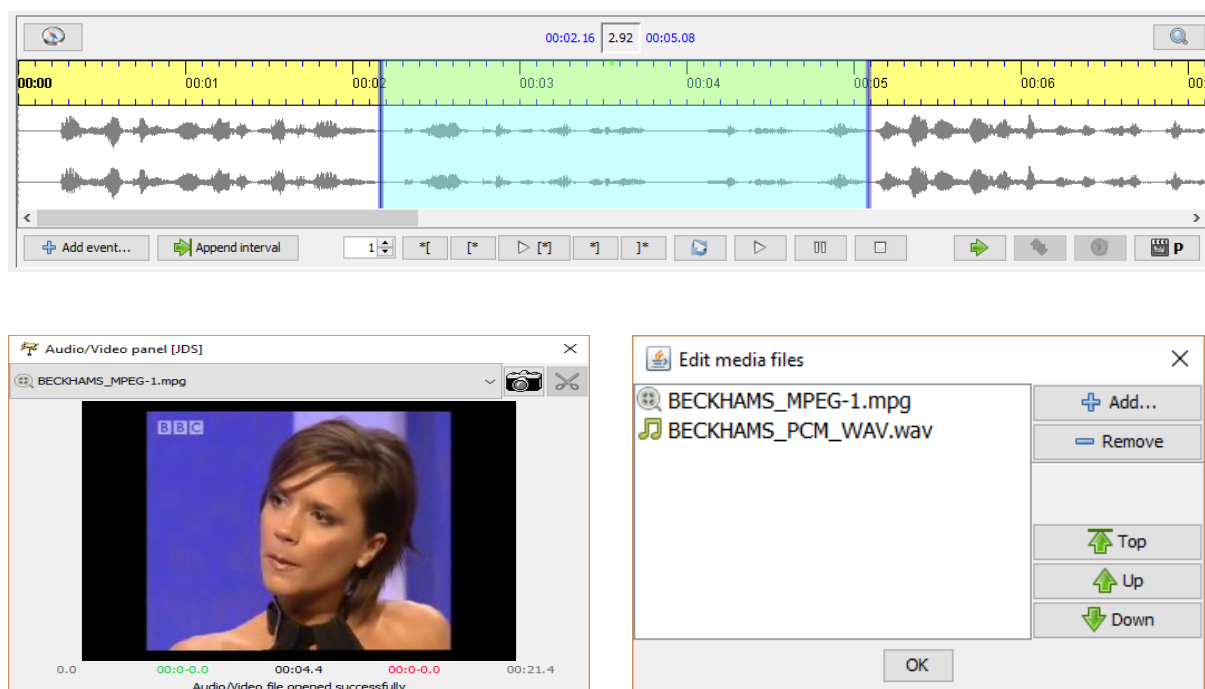 00:02.16 2.92 00:05.08
00:00 00:01 00:02 00:03 00:04 00:05 00:06 00:
Add event... Append interval 1 *[ [* [*] *] ]* P
Audio/Video panel [JDS]
BECKHAMS_MPEG-1.mpg
BBC
0.0 00:0-0.0 00:04.4 00:0-0.0 00:21.4
Audio/Video file opened successfully
Edit media files
BECKHAMS_MPEG-1.mpg
BECKHAMS_PCM_WAV.wav
Add...
Remove
Top
Up
Down
OK